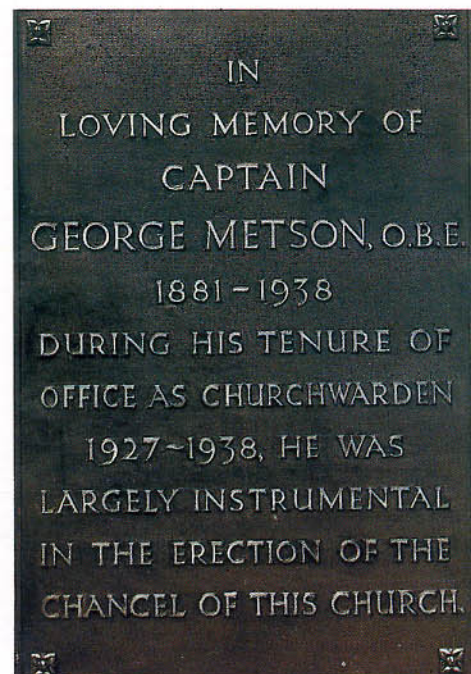 IN
LOVING MEMORY OF
CAPTAIN
GEORGE METSON, O.B.E.
1881-1938
DURING HIS TENURE OF
OFFICE AS CHURCHWARDEN
1927~1938, HE WAS
LARGELY INSTRUMENTAL
IN THE ERECTION OF THE
CHANCEL OF THIS CHURCH.